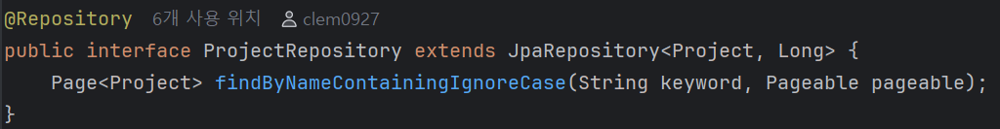 @Repository 6개 사용 위치 clem0927
public interface ProjectRepository extends JpaRepository<Project, Long> {
Page<Project> findByNameContainingIgnoreCase(String keyword, Pageable pageable);
}